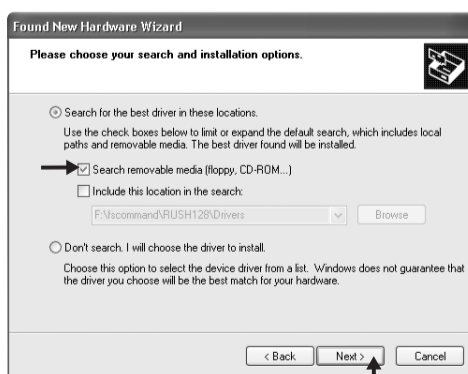 Found New Hardware Wizard
Please choose your search and installation options.
Search for the best driver in these locations.
Use the check boxes below to limit or expand the default search, which includes local
paths and removable media. The best driver found will be installed.
Search removable media (floppy, CD-ROM...)
Include this location in the search:
F:\fscommand\RUSH128\Drivers
Browse
Don't search. I will choose the driver to install.
Choose this option to select the device driver from a list. Windows does not guarantee that
the driver you choose will be the best match for your hardware.
< Back
Next >
Cancel